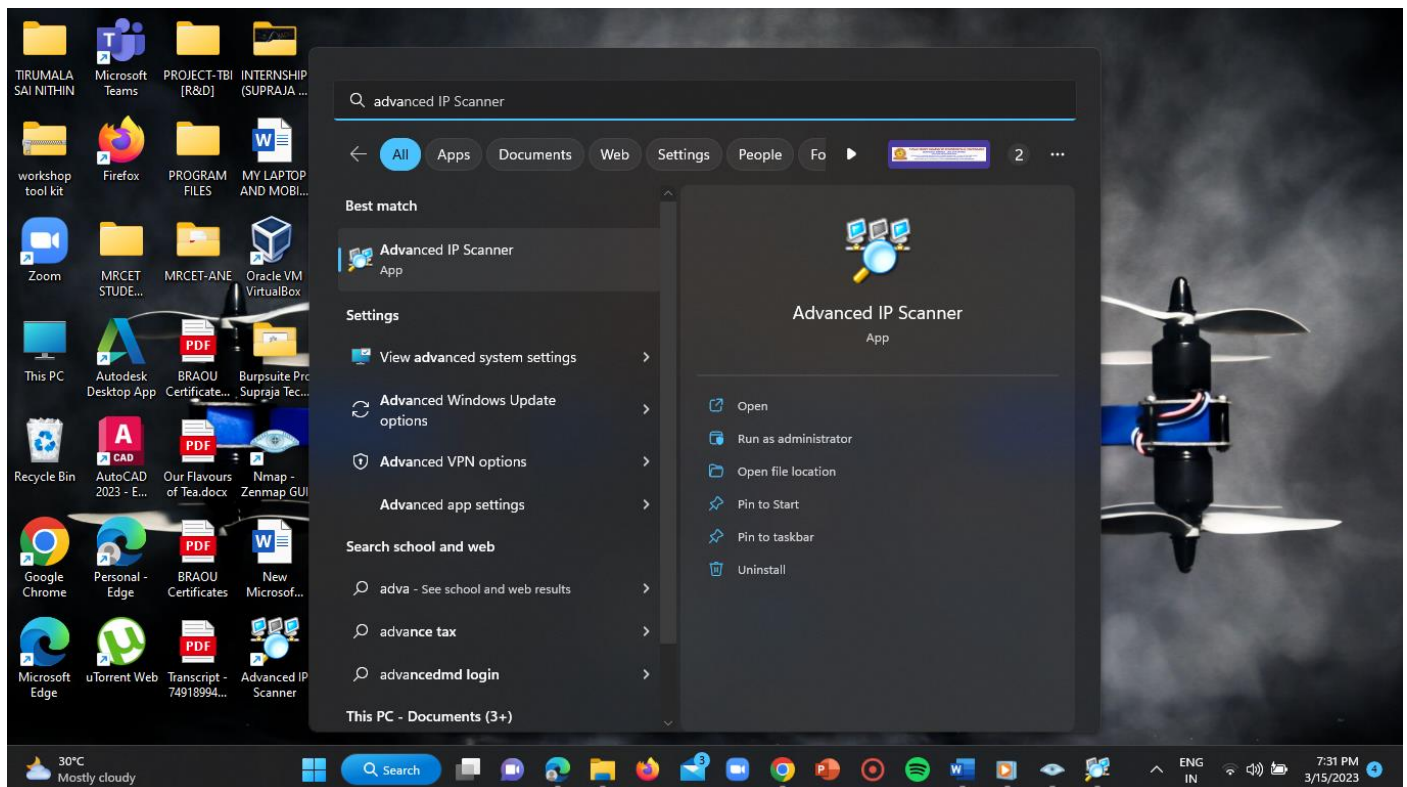 TIRUMALA
SAI NITHIN
Microsoft
Teams
PROJECT-TBI
[R&D]
INTERNSHIP
(SUPRAJA ...
workshop
tool kit
Firefox
PROGRAM
FILES
MY LAPTOP
AND MOBI...
Zoom
MRCET
STUDE...
MRCET-ANE
Oracle VM
VirtualBox
This PC
Autodesk
Desktop App
PDF
BRAOU
Certificate...
Burpsuite Pro
Supraja Tec...
Recycle Bin
A
CAD
AutoCAD
2023 - E...
PDF
Our Flavours
of Tea.docx
Nmap -
Zenmap GUI
Google
Chrome
Personal -
Edge
PDF
BRAOU
Certificates
New
Microsof...
Microsoft
Edge
uTorrent Web
PDF
Transcript -
74918994...
Advanced IP
Scanner
advanced IP Scanner
All
Apps
Documents
Web
Settings
People
Fo
2
Best match
Advanced IP Scanner
App
Settings
View advanced system settings
Advanced Windows Update
options
Advanced VPN options
Advanced app settings
Search school and web
adva - See school and web results
advance tax
advancedmd login
This PC - Documents (3+)
Advanced IP Scanner
App
Open
Run as administrator
Open file location
Pin to Start
Pin to taskbar
Uninstall
30°C
Mostly cloudy
Search
3
ENG
IN
7:31 PM
3/15/2023
4